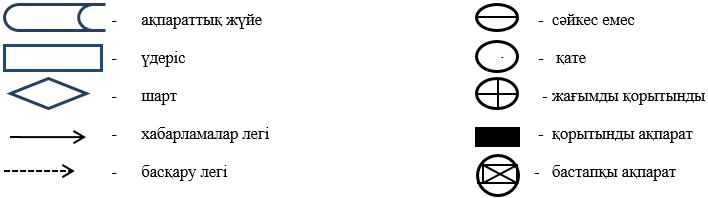 - ақпараттық жүйе
- үдеріс
- шарт
- хабарламалар легі
- басқару легі
- сәйкес емес
- қате
- жағымды қорытынды
- қорытынды ақпарат
- бастапқы ақпарат